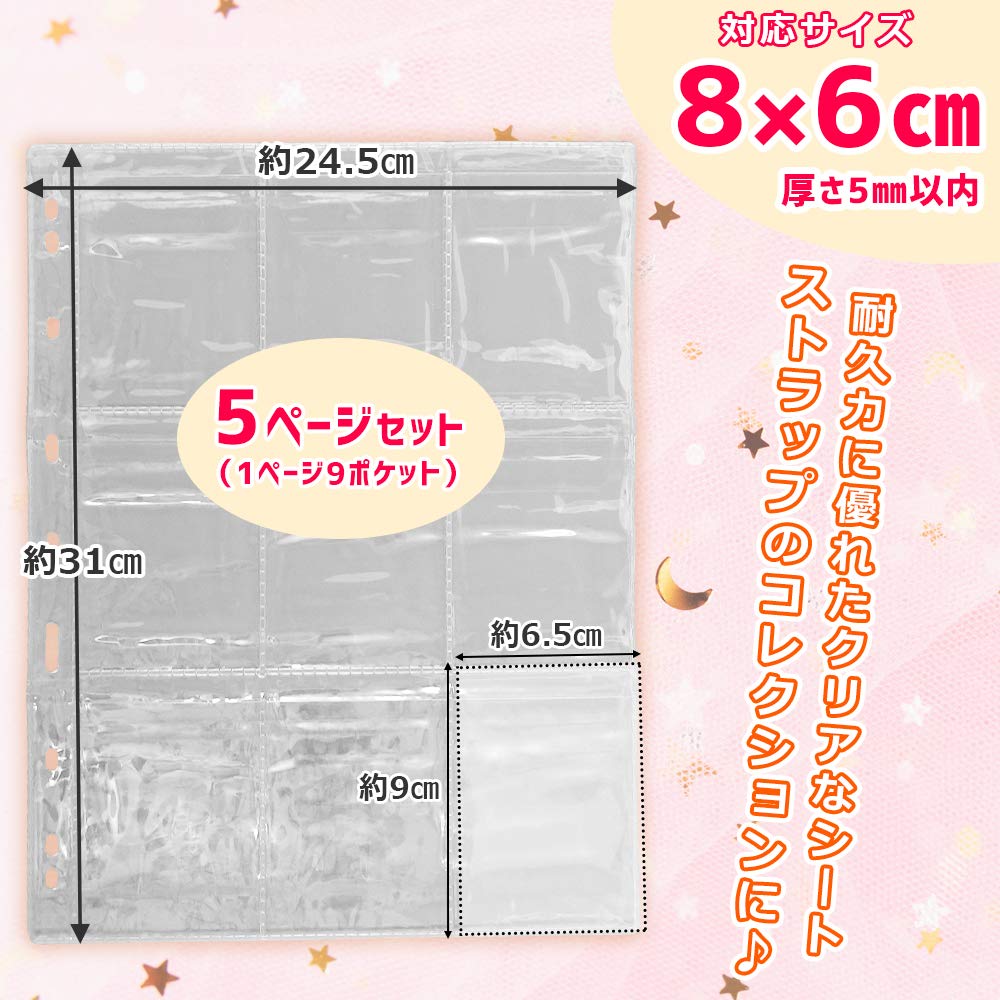 対応サイズ
8×6㎝
厚さ5㎜以内
約24.5㎝
耐久力に優れたクリアなシート
ストラップのコレクションに♪
5ページセット
(1ページ9ポケット)
約31㎝
約6.5㎝
約9㎝